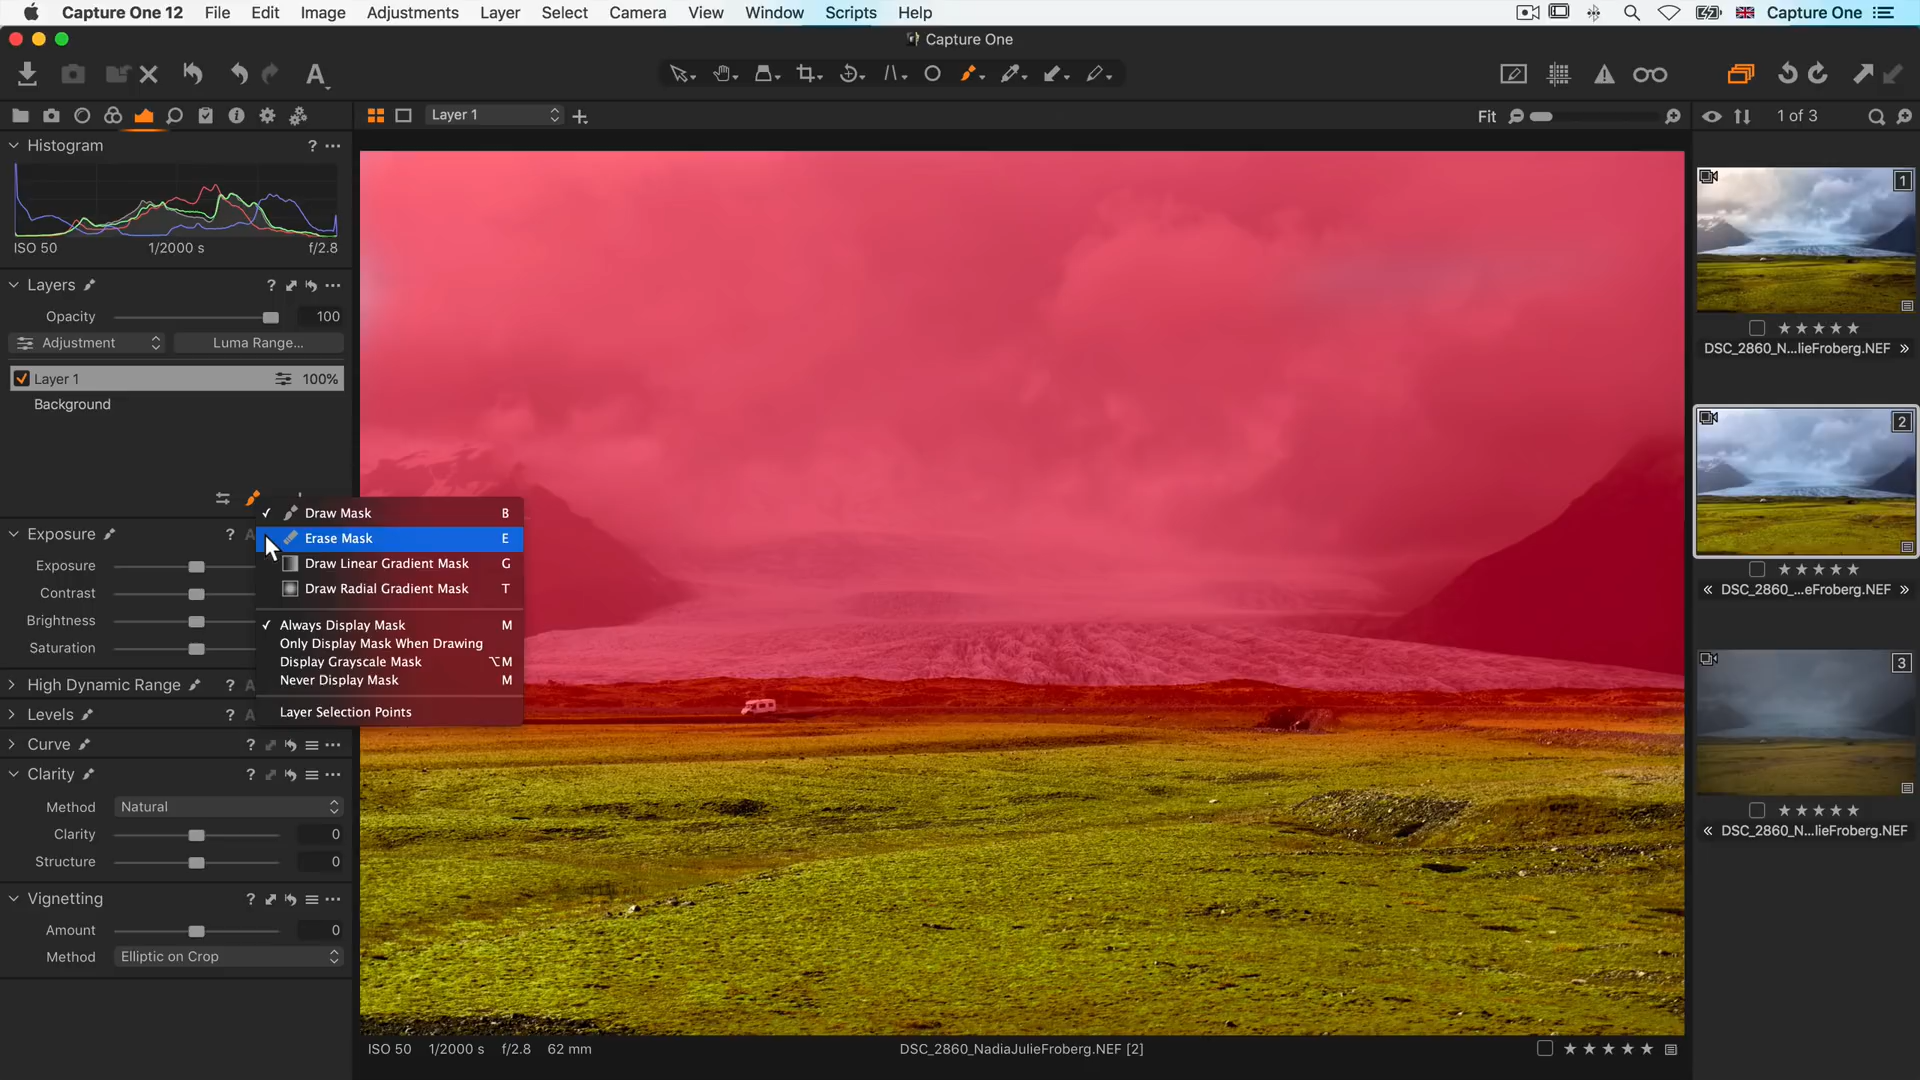 Capture One 12 File Edit Image Adjustments Layer Select Camera View Window Scripts Help Capture One
Capture One
Layer 1 Fit 1 of 3
Histogram ?
ISO 50 1/2000 s f/2.8
Layers ?
Opacity 100
Adjustment Luma Range...
Layer 1 100%
Background
Exposure ? A
Exposure
Contrast
Brightness
Saturation
High Dynamic Range ? A
Levels ? A
Curve ?
Clarity ?
Method Natural
Clarity 0
Structure 0
Vignetting ?
Amount 0
Method Elliptic on Crop
✓ Draw Mask B
Erase Mask E
Draw Linear Gradient Mask G
Draw Radial Gradient Mask T
✓ Always Display Mask M
Only Display Mask When Drawing
Display Grayscale Mask ⌥M
Never Display Mask M
Layer Selection Points
ISO 50 1/2000 s f/2.8 62 mm DSC_2860_NadiaJulieFroberg.NEF [2]
1
DSC_2860_N...lieFroberg.NEF »
2
« DSC_2860_...eFroberg.NEF »
3
« DSC_2860_N...lieFroberg.NEF